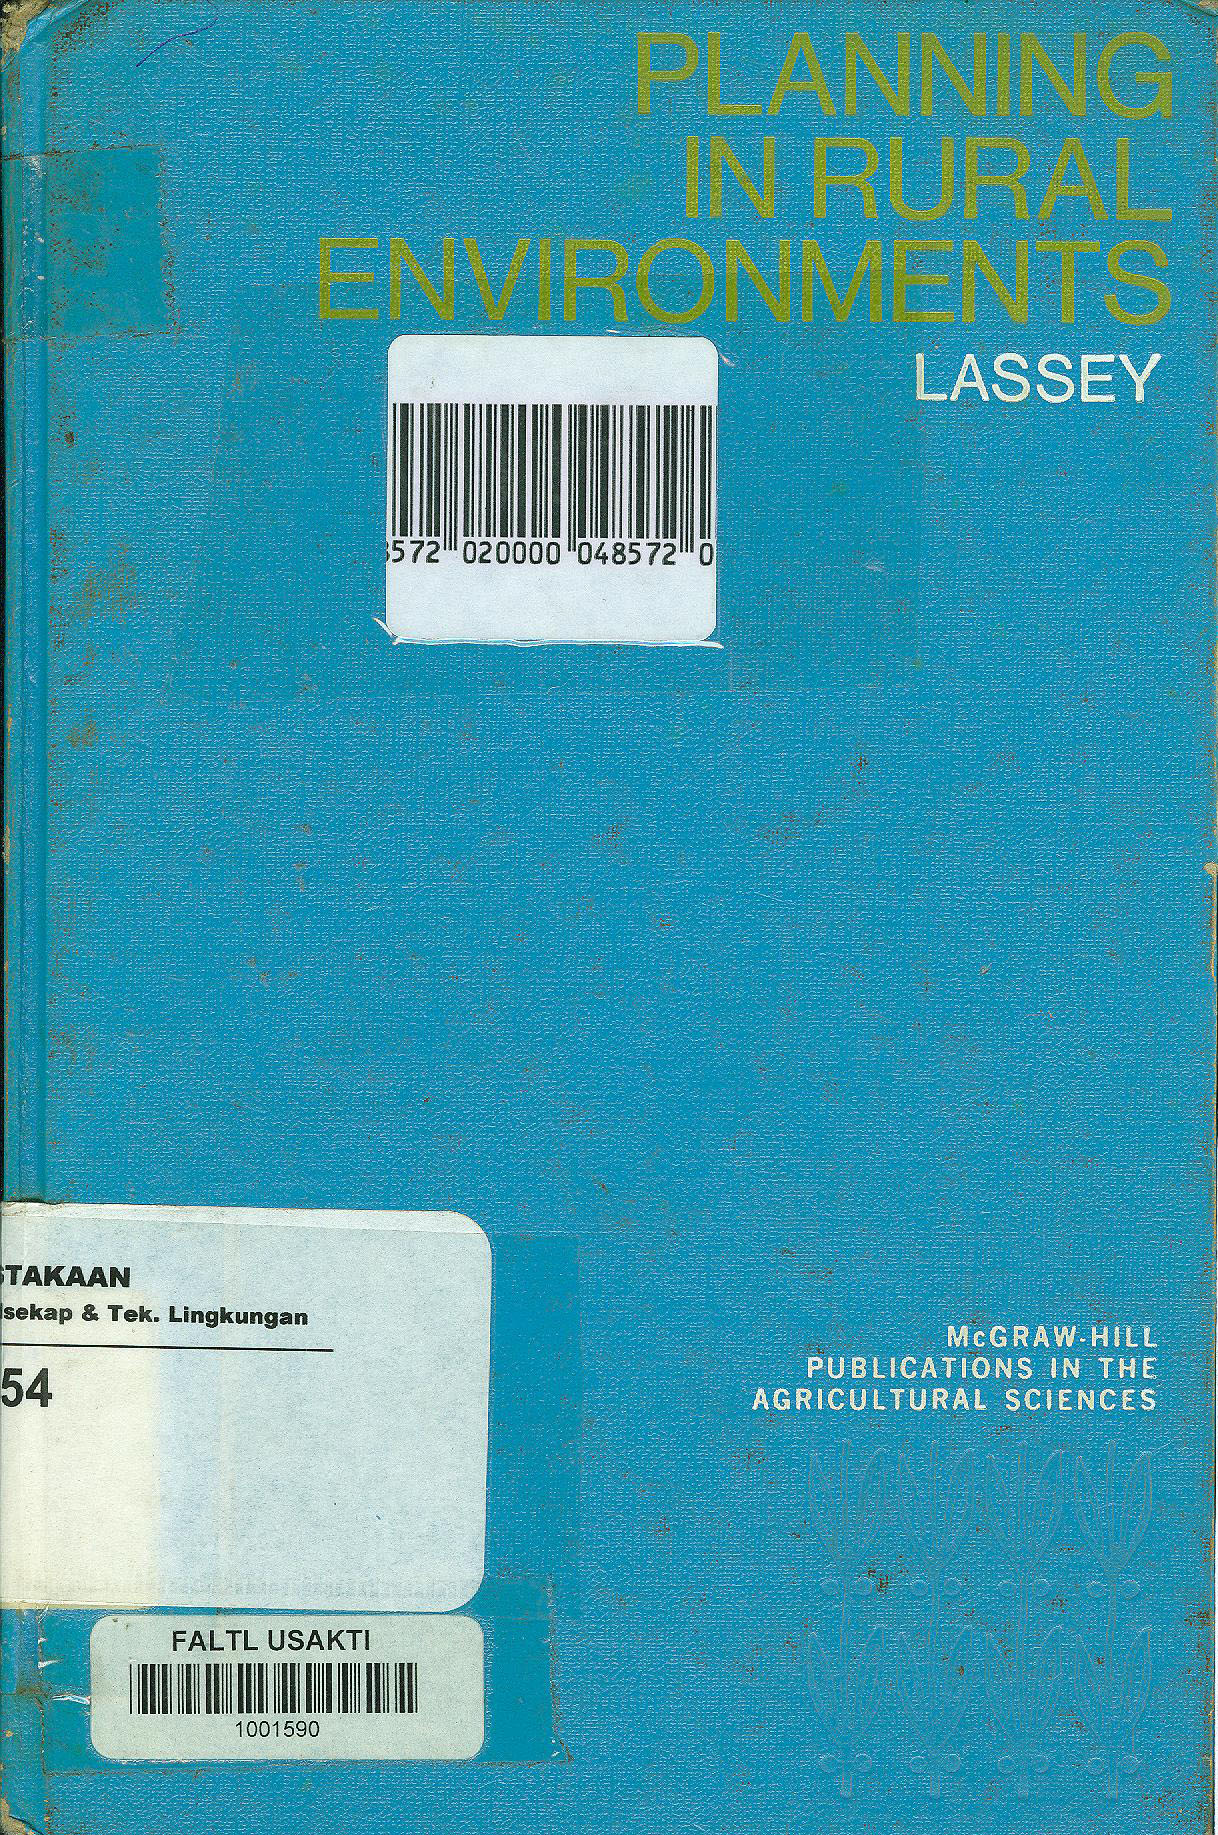 PLANNING
IN RURAL
ENVIRONMENTS
LASSEY
572 020000 048572 0
STAKAAN
dsekap & Tek. Lingkungan
54
McGRAW-HILL
PUBLICATIONS IN THE
AGRICULTURAL SCIENCES
FALTL USAKTI
1001590